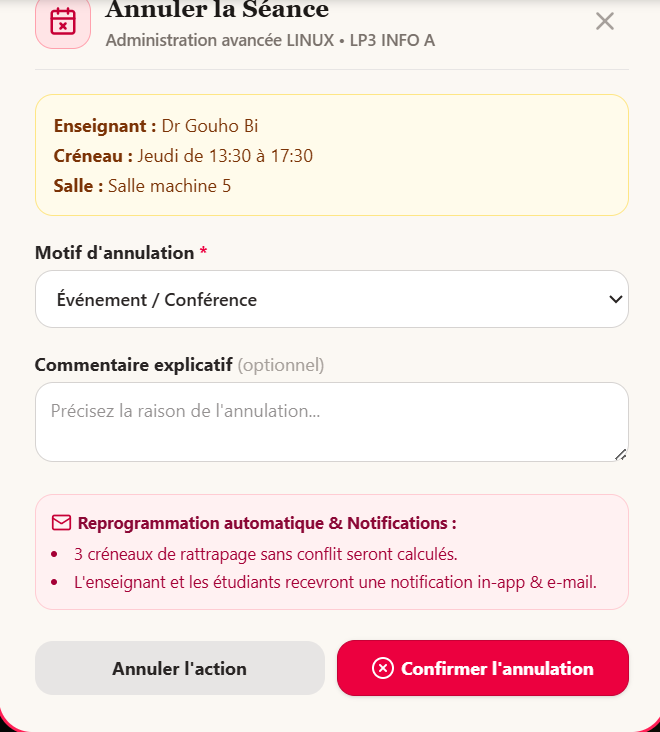 Annuler la Séance
Administration avancée LINUX • LP3 INFO A
Enseignant : Dr Gouho Bi
Créneau : Jeudi de 13:30 à 17:30
Salle : Salle machine 5
Motif d'annulation *
Événement / Conférence
Commentaire explicatif (optionnel)
Précisez la raison de l'annulation...
Reprogrammation automatique & Notifications :
• 3 créneaux de rattrapage sans conflit seront calculés.
• L'enseignant et les étudiants recevront une notification in-app & e-mail.
Annuler l'action
Confirmer l'annulation